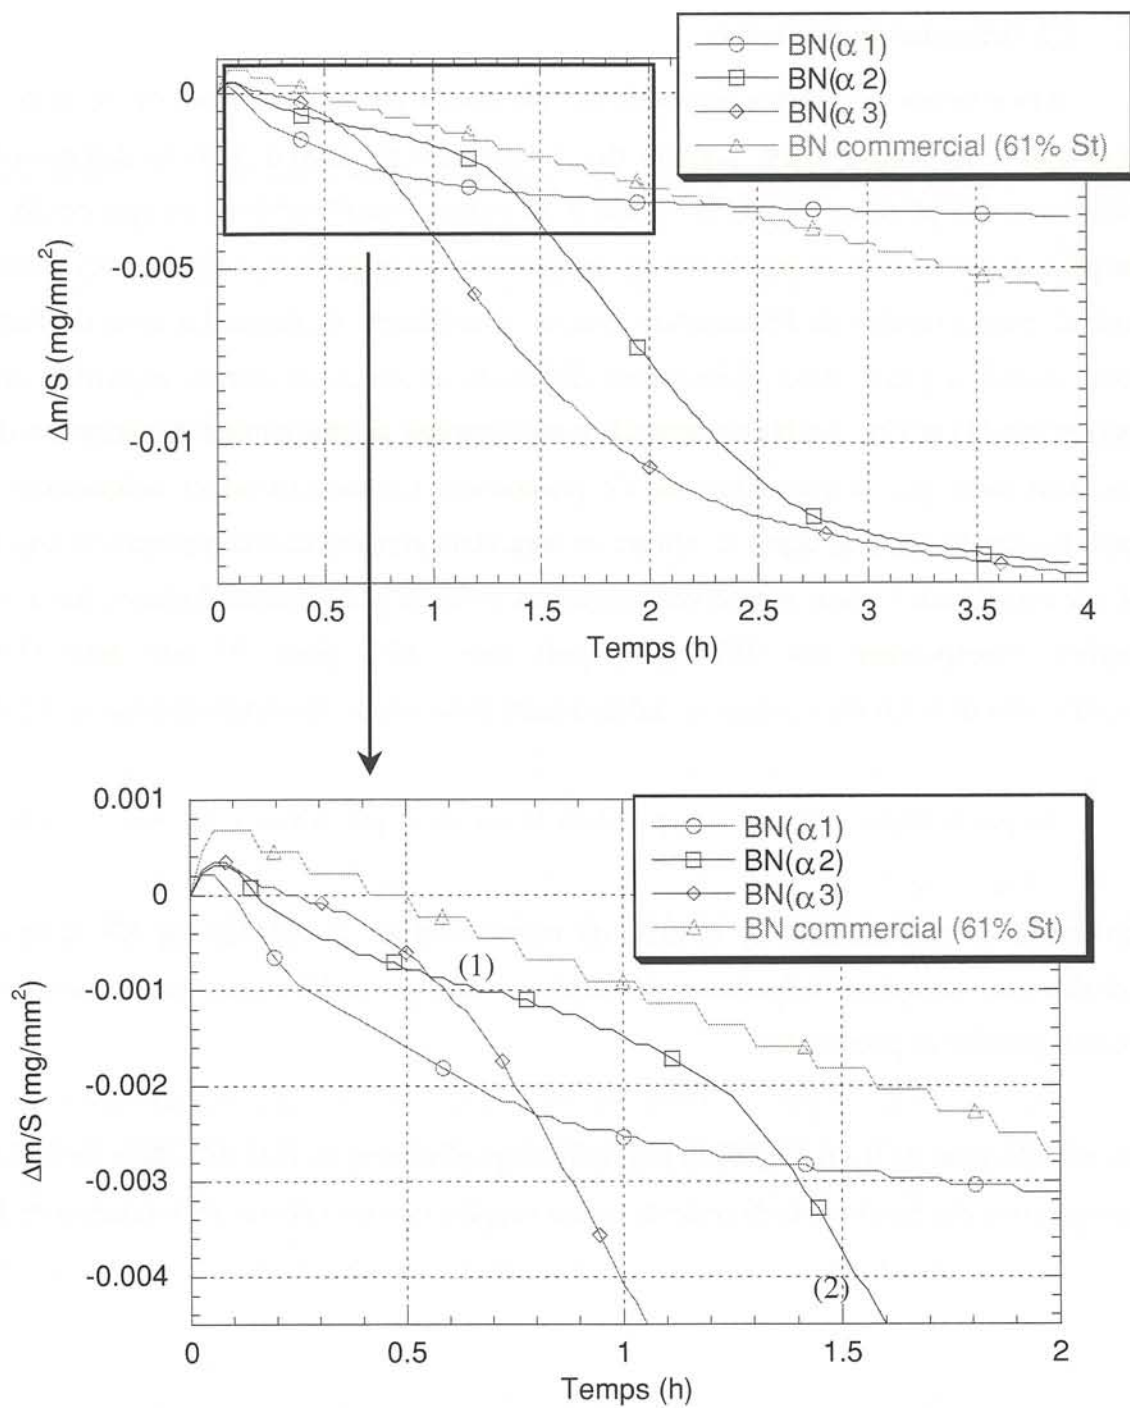 BN(α1)
BN(α2)
BN(α3)
BN commercial (61% St)
0
-0.005
-0.01
Δm/S (mg/mm²)
0 0.5 1 1.5 2 2.5 3 3.5 4
Temps (h)
BN(α1)
BN(α2)
BN(α3)
BN commercial (61% St)
0.001
0
-0.001
-0.002
-0.003
-0.004
Δm/S (mg/mm²)
(1)
(2)
0 0.5 1 1.5 2
Temps (h)